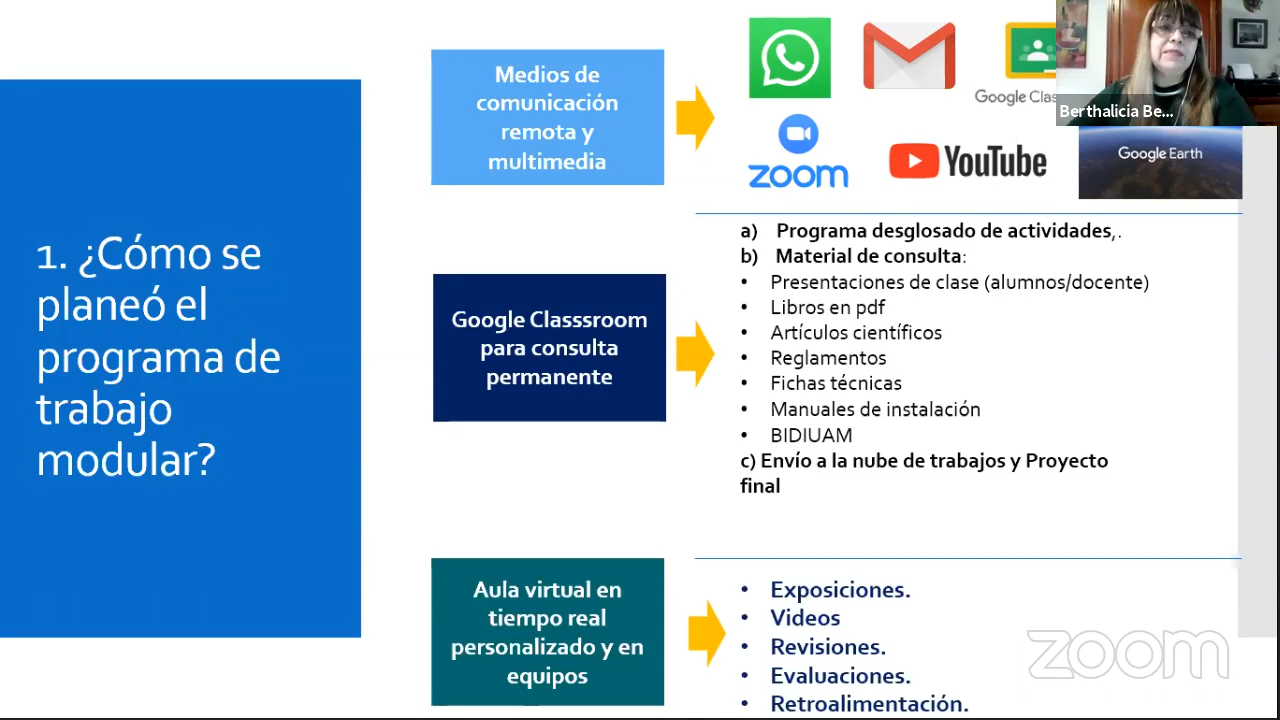 1. ¿Cómo se
planeó el
programa de
trabajo
modular?
Medios de
comunicación
remota y
multimedia
Google Clas
zoom
YouTube
Google Earth
Berthalicia Be...
Google Classsroom
para consulta
permanente
a) Programa desglosado de actividades,.
b) Material de consulta:
• Presentaciones de clase (alumnos/docente)
• Libros en pdf
• Artículos científicos
• Reglamentos
• Fichas técnicas
• Manuales de instalación
• BIDIUAM
c) Envío a la nube de trabajos y Proyecto
final
Aula virtual en
tiempo real
personalizado y en
equipos
• Exposiciones.
• Videos
• Revisiones.
• Evaluaciones.
• Retroalimentación.
zoom